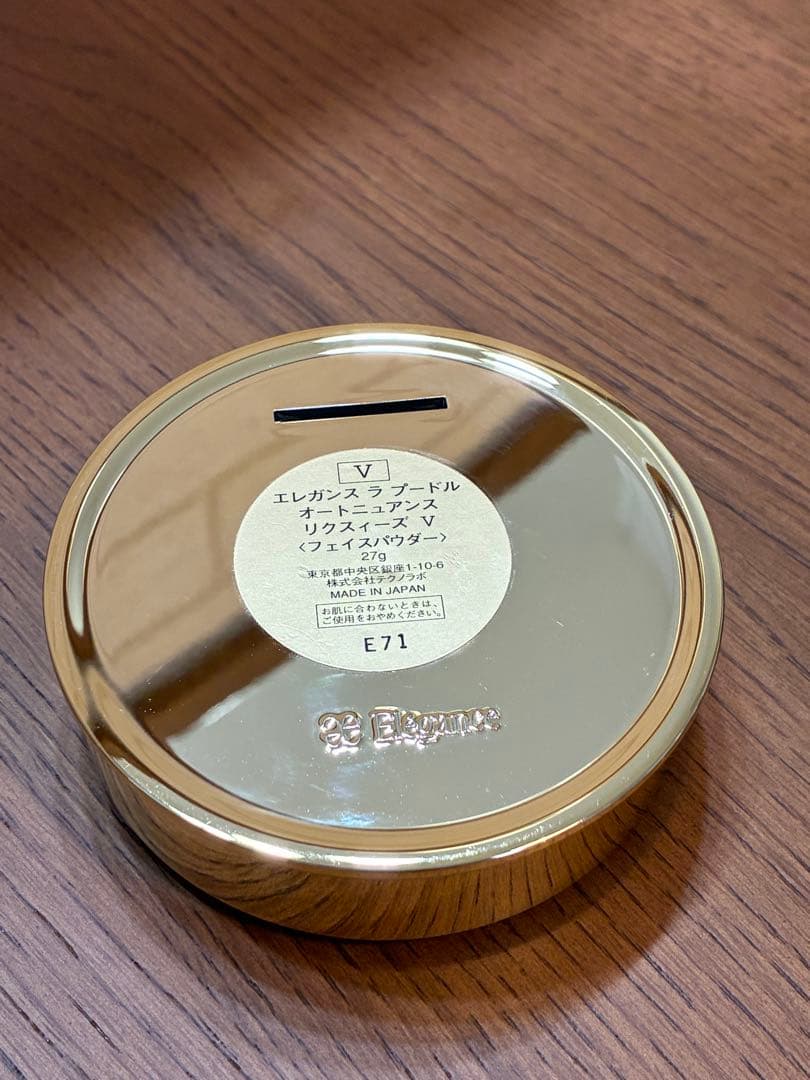 V
エレガンス ラ プードル
オートニュアンス
リクスィーズ V
〈フェイスパウダー〉
27g
東京都中央区銀座1-10-6
株式会社テクノラボ
MADE IN JAPAN
お肌に合わないときは、
ご使用をおやめください。
E71
Elégance